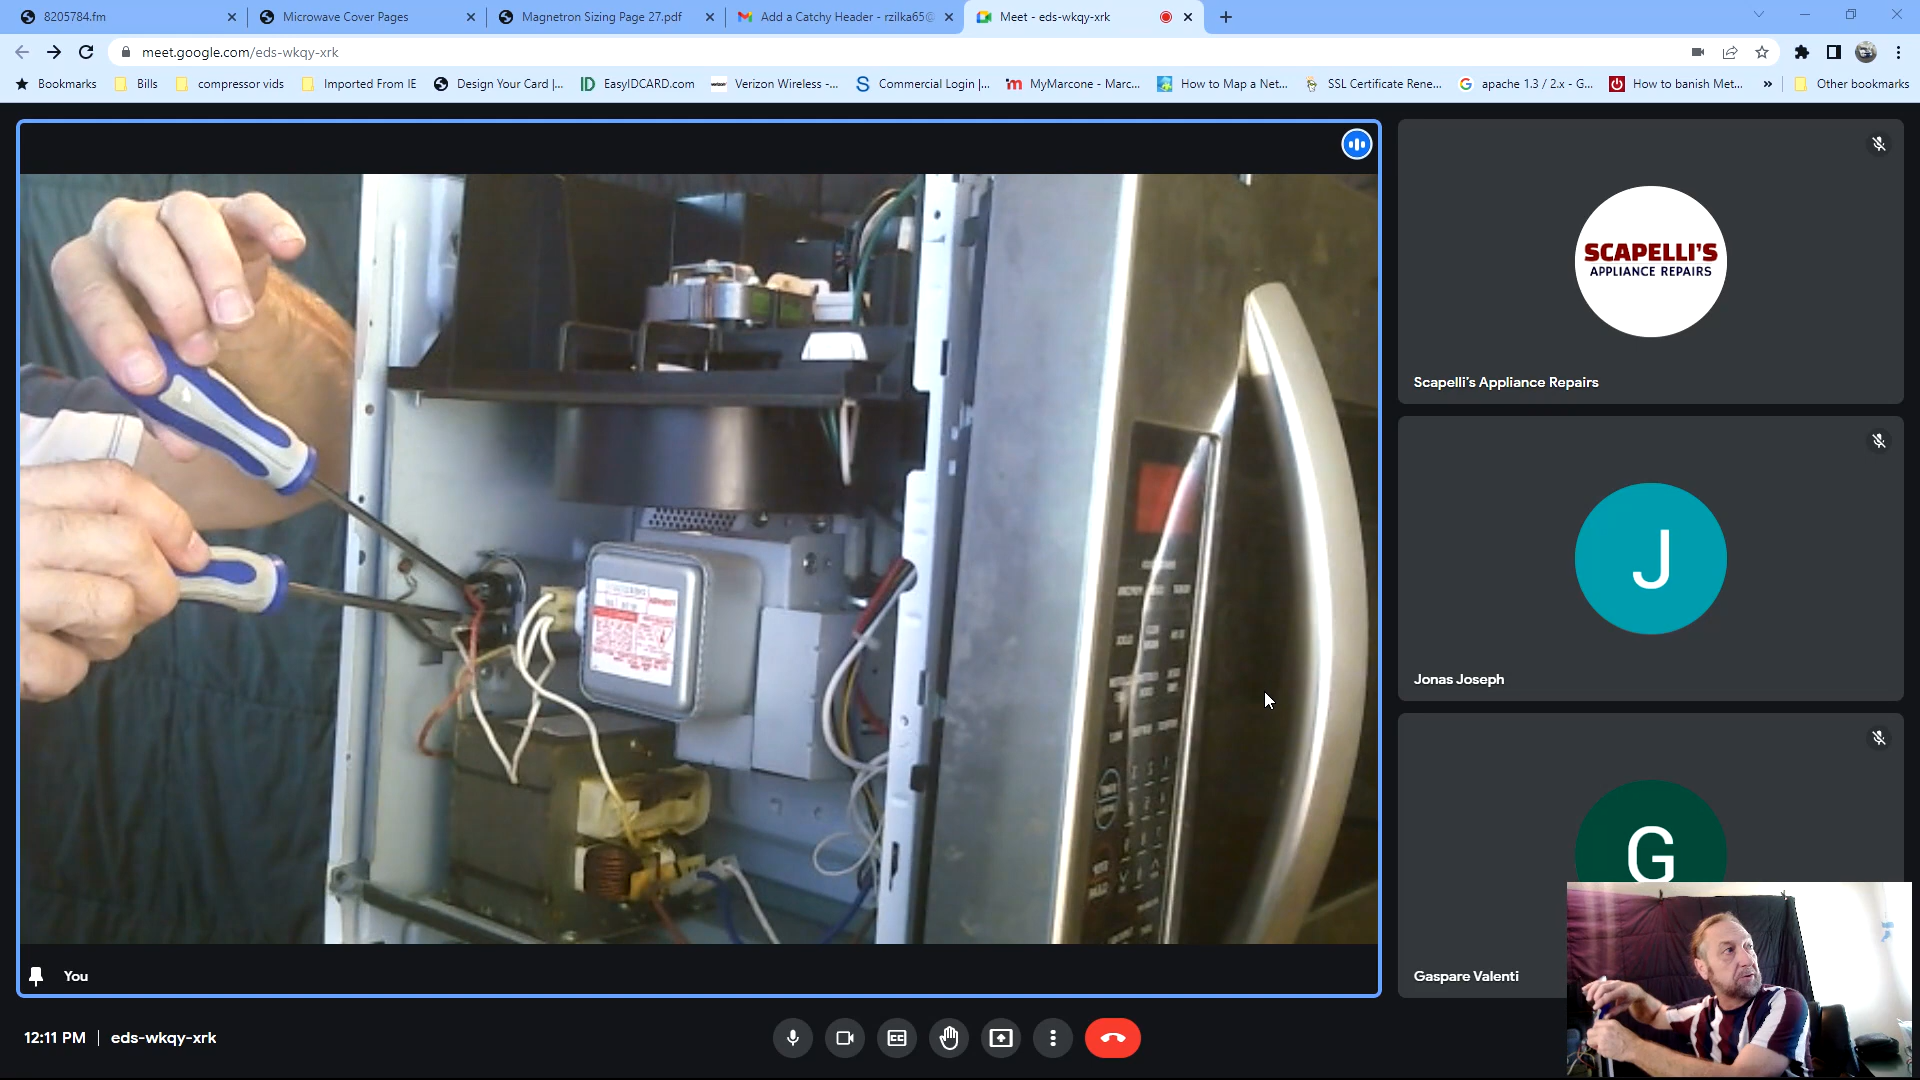 8205784.fm
Microwave Cover Pages
Magnetron Sizing Page 27.pdf
Add a Catchy Header - rzilka65@
Meet - eds-wkqy-xrk
meet.google.com/eds-wkqy-xrk
Bookmarks
Bills
compressor vids
Imported From IE
Design Your Card |...
EasyIDCARD.com
Verizon Wireless -...
Commercial Login |...
MyMarcone - Marc...
How to Map a Net...
SSL Certificate Rene...
apache 1.3 / 2.x - G...
How to banish Met...
Other bookmarks
SCAPELLI'S
APPLIANCE REPAIRS
Scapelli's Appliance Repairs
J
Jonas Joseph
G
Gaspare Valenti
You
12:11 PM | eds-wkqy-xrk